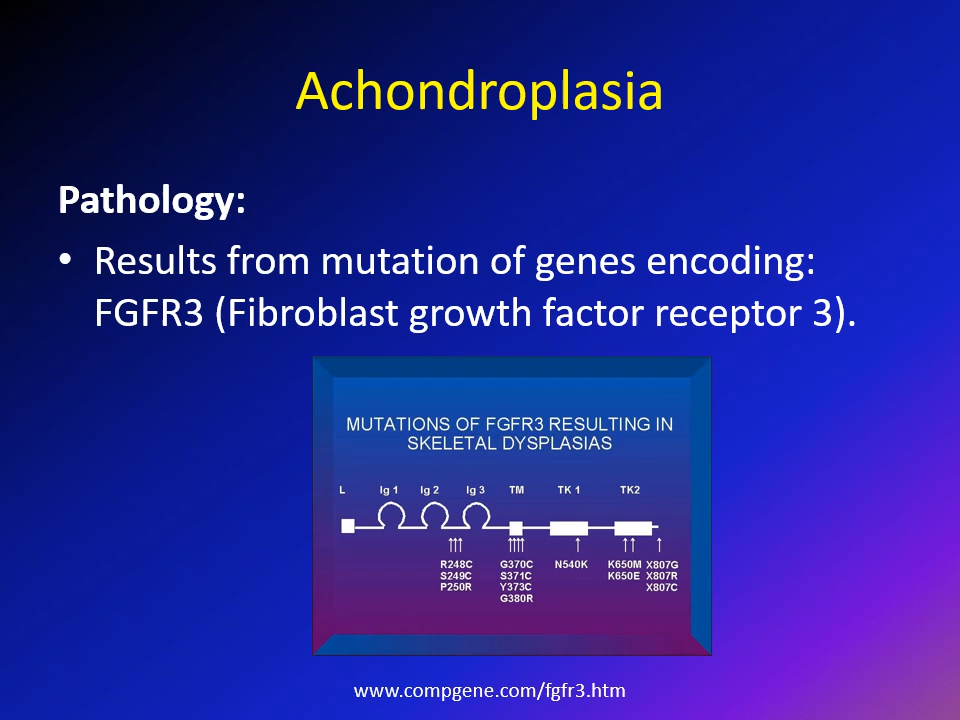 Achondroplasia
Pathology:
• Results from mutation of genes encoding:
FGFR3 (Fibroblast growth factor receptor 3).
MUTATIONS OF FGFR3 RESULTING IN
SKELETAL DYSPLASIAS
L Ig 1 Ig 2 Ig 3 TM TK 1 TK2
R248C G370C N540K K650M X807G
S249C S371C K650E X807R
P250R Y373C X807C
G380R
www.compgene.com/fgfr3.htm